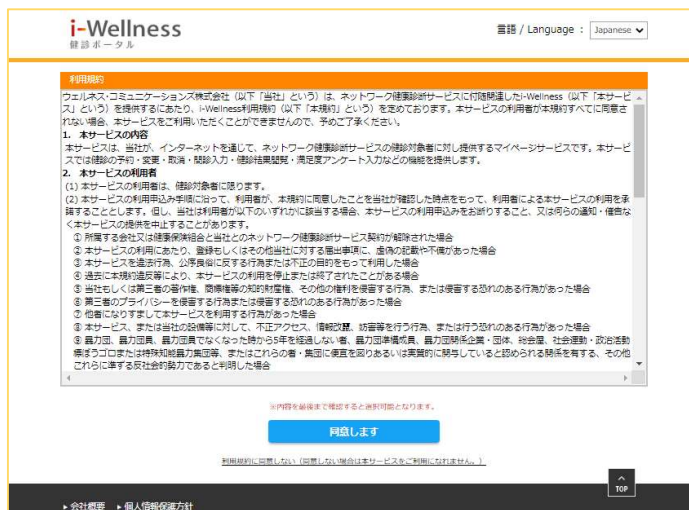 i-Wellness
健診ポータル
言語 / Language : Japanese
利用規約
ウェルネス・コミュニケーションズ株式会社（以下「当社」という）は、ネットワーク健康診断サービスに付随関連したi-Wellness（以下「本サービ
ス」という）を提供するにあたり、i-Wellness利用規約（以下「本規約」という）を定めております。本サービスの利用者が本規約すべてに同意さ
れない場合、本サービスをご利用いただくことができませんので、予めご了承ください。
1. 本サービスの内容
本サービスは、当社が、インターネットを通じて、ネットワーク健康診断サービスの健診対象者に対し提供するマイページサービスです。本サービ
スでは健診の予約・変更・取消・問診入力・健診結果閲覧・満足度アンケート入力などの機能を提供します。
2. 本サービスの利用者
(1) 本サービスの利用者は、健診対象者に限ります。
(2) 本サービスの利用申込み手順に沿って、利用者が、本規約に同意したことを当社が確認した時点をもって、利用者による本サービスの利用を承
諾することとします。但し、当社は利用者が以下のいずれかに該当する場合、本サービスの利用申込みをお断りすること、又は何らの通知・催告な
く本サービスの提供を中止することがあります。
① 所属する会社又は健康保険組合と当社とのネットワーク健康診断サービス契約が解除された場合
② 本サービスの利用にあたり、登録もしくはその他当社に対する届出事項に、虚偽の記載や不備があった場合
③ 本サービスを違法行為、公序良俗に反する行為または不正の目的をもって利用した場合
④ 過去に本規約違反等により、本サービスの利用を停止または終了されたことがある場合
⑤ 当社もしくは第三者の著作権、商標権等の知的財産権、その他の権利を侵害する行為、または侵害する恐れのある行為があった場合
⑥ 第三者のプライバシーを侵害する行為または侵害する恐れのある行為があった場合
⑦ 他者になりすまして本サービスを利用する行為があった場合
⑧ 本サービス、または当社の設備等に対して、不正アクセス、情報改竄、妨害等を行う行為、または行う恐れのある行為があった場合
⑨ 暴力団、暴力団員、暴力団員でなくなった時から5年を経過しない者、暴力団準構成員、暴力団関係企業・団体、総会屋、社会運動・政治活動
標ぼうゴロまたは特殊知能暴力集団等、またはこれらの者・集団に便宜を図りあるいは実質的に関与していると認められる関係を有する、その他
これらに準ずる反社会的勢力であると判明した場合
※内容を最後まで確認すると選択可能となります。
同意します
利用規約に同意しない（同意しない場合は本サービスをご利用になれません。）
TOP
会社概要 個人情報保護方針